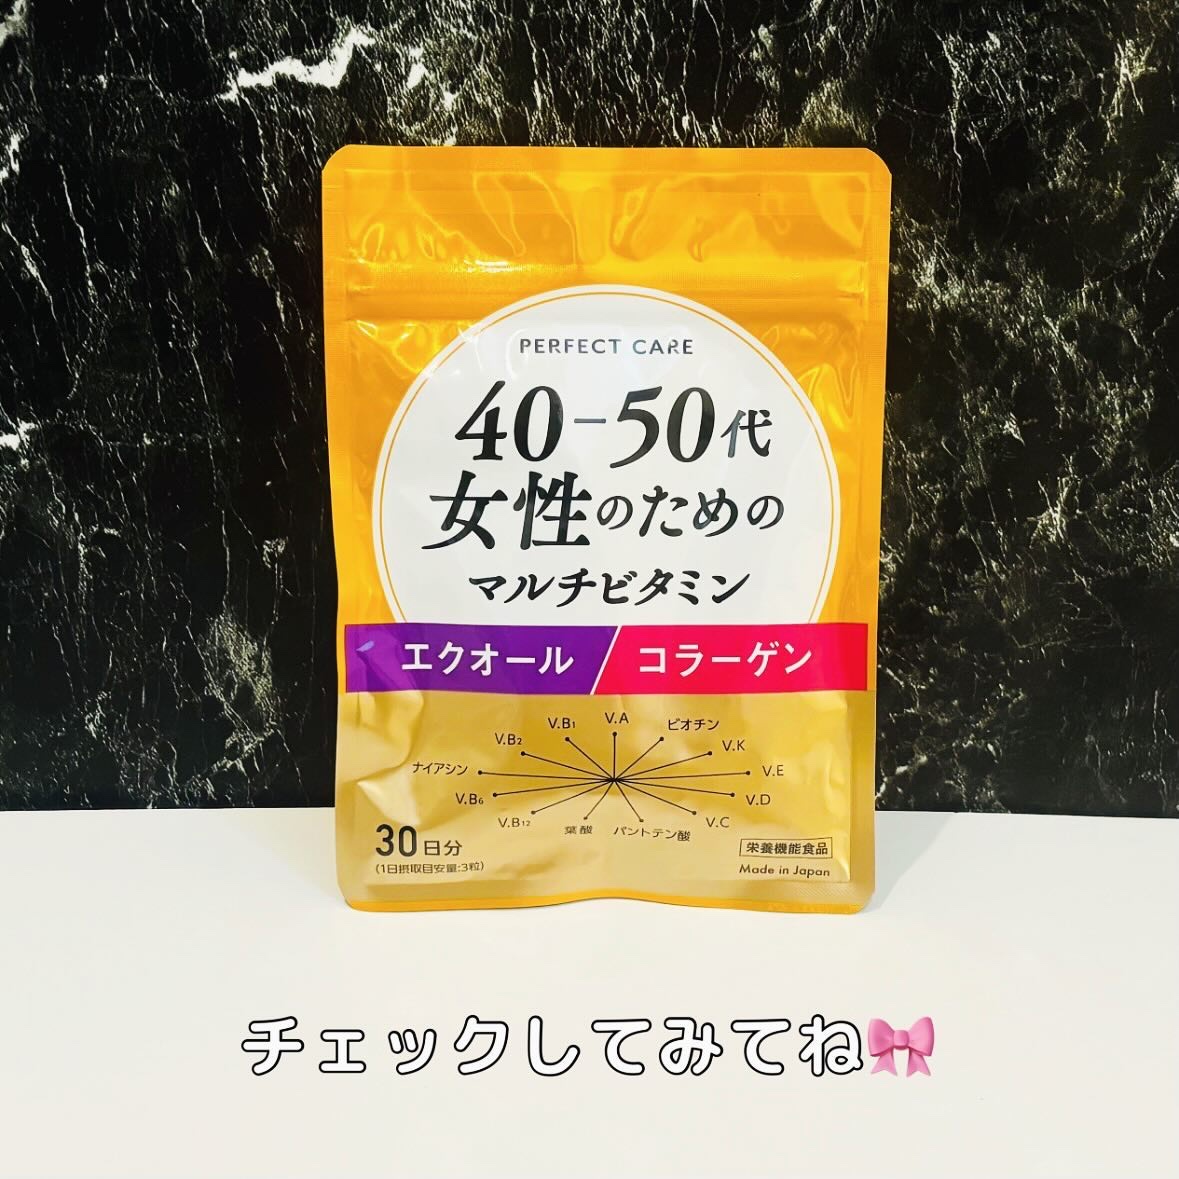 PERFECT CARE
40-50代
女性のための
マルチビタミン
エクオール / コラーゲン
V.B1 V.A ビオチン
V.B2 V.K
ナイアシン V.E
V.B6 V.D
V.B12 葉酸 パントテン酸 V.C
30日分
(1日摂取目安量:3粒)
栄養機能食品
Made in Japan
チェックしてみてね🎀